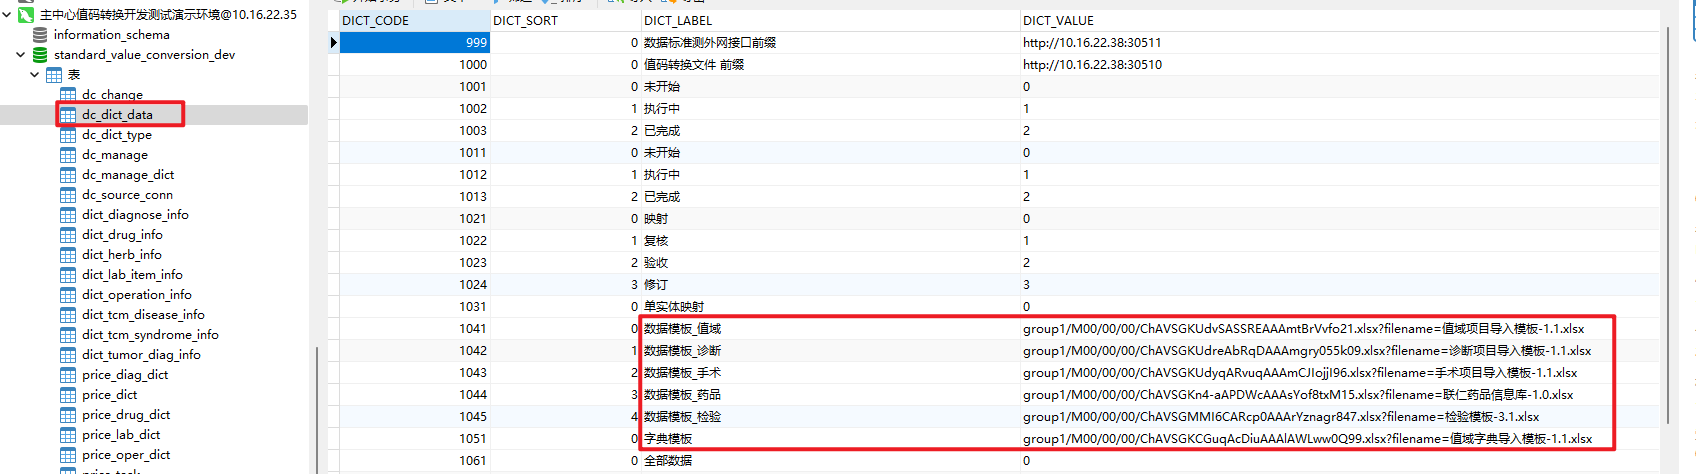 主中心值码转换开发测试演示环境@10.16.22.35
information_schema
standard_value_conversion_dev
表
dc_change
dc_dict_data
dc_dict_type
dc_manage
dc_manage_dict
dc_source_conn
dict_diagnose_info
dict_drug_info
dict_herb_info
dict_lab_item_info
dict_operation_info
dict_tcm_disease_info
dict_tcm_syndrome_info
dict_tumor_diag_info
price_diag_dict
price_dict
price_drug_dict
price_lab_dict
price_oper_dict
DICT_CODE DICT_SORT DICT_LABEL DICT_VALUE
999 0 数据标准测外网接口前缀 http://10.16.22.38:30511
1000 0 值码转换文件 前缀 http://10.16.22.38:30510
1001 0 未开始 0
1002 1 执行中 1
1003 2 已完成 2
1011 0 未开始 0
1012 1 执行中 1
1013 2 已完成 2
1021 0 映射 0
1022 1 复核 1
1023 2 验收 2
1024 3 修订 3
1031 0 单实体映射 0
1041 0 数据模板_值域 group1/M00/00/00/ChAVSGKUdvSASSREAAAmtBrVvfo21.xlsx?filename=值域项目导入模板-1.1.xlsx
1042 1 数据模板_诊断 group1/M00/00/00/ChAVSGKUdreAbRqDAAAmgry055k09.xlsx?filename=诊断项目导入模板-1.1.xlsx
1043 2 数据模板_手术 group1/M00/00/00/ChAVSGKUdyqARvuqAAAmCJIojjI96.xlsx?filename=手术项目导入模板-1.1.xlsx
1044 3 数据模板_药品 group1/M00/00/00/ChAVSGKn4-aAPDWcAAAsYof8txM15.xlsx?filename=联仁药品信息库-1.0.xlsx
1045 4 数据模板_检验 group1/M00/00/00/ChAVSGMMI6CARcp0AAArYznagr847.xlsx?filename=检验模板-3.1.xlsx
1051 0 字典模板 group1/M00/00/00/ChAVSGKCGuqAcDiuAAAlAWLww0Q99.xlsx?filename=值域字典导入模板-1.1.xlsx
1061 0 全部数据 0